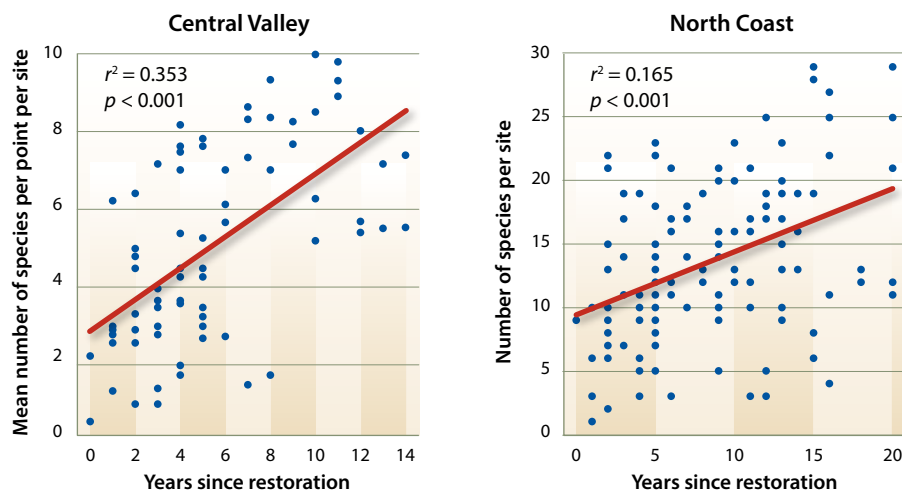 Central Valley
Mean number of species per point per site
10
8
6
4
2
0
r² = 0.353
p < 0.001
0 2 4 6 8 10 12 14
Years since restoration
North Coast
Number of species per site
30
25
20
15
10
5
0
r² = 0.165
p < 0.001
0 5 10 15 20
Years since restoration